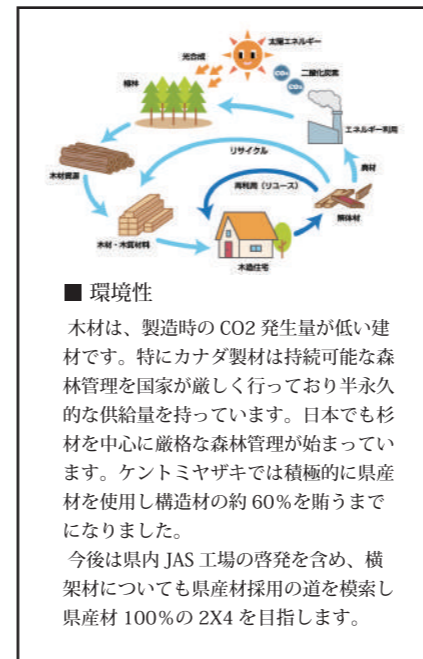 太陽エネルギー
光合成
CO₂
CO₂
二酸化炭素
植林
エネルギー利用
リサイクル
廃材
木材資源
再利用（リユース）
解体材
木材・木質材料
木造住宅
■ 環境性
木材は、製造時の CO2 発生量が低い建
材です。特にカナダ製材は持続可能な森
林管理を国家が厳しく行っており半永久
的な供給量を持っています。日本でも杉
材を中心に厳格な森林管理が始まってい
ます。ケントミヤザキでは積極的に県産
材を使用し構造材の約 60%を賄うまで
になりました。
今後は県内 JAS 工場の啓発を含め、横
架材についても県産材採用の道を模索し
県産材 100%の 2X4 を目指します。